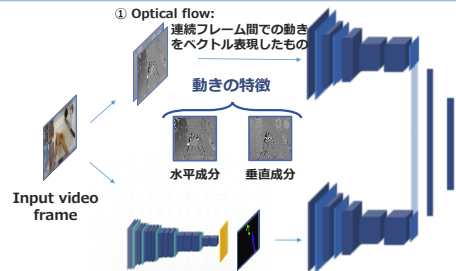 ① Optical flow:
連続フレーム間での動き
をベクトル表現したもの
動きの特徴
水平成分
垂直成分
Input video
frame